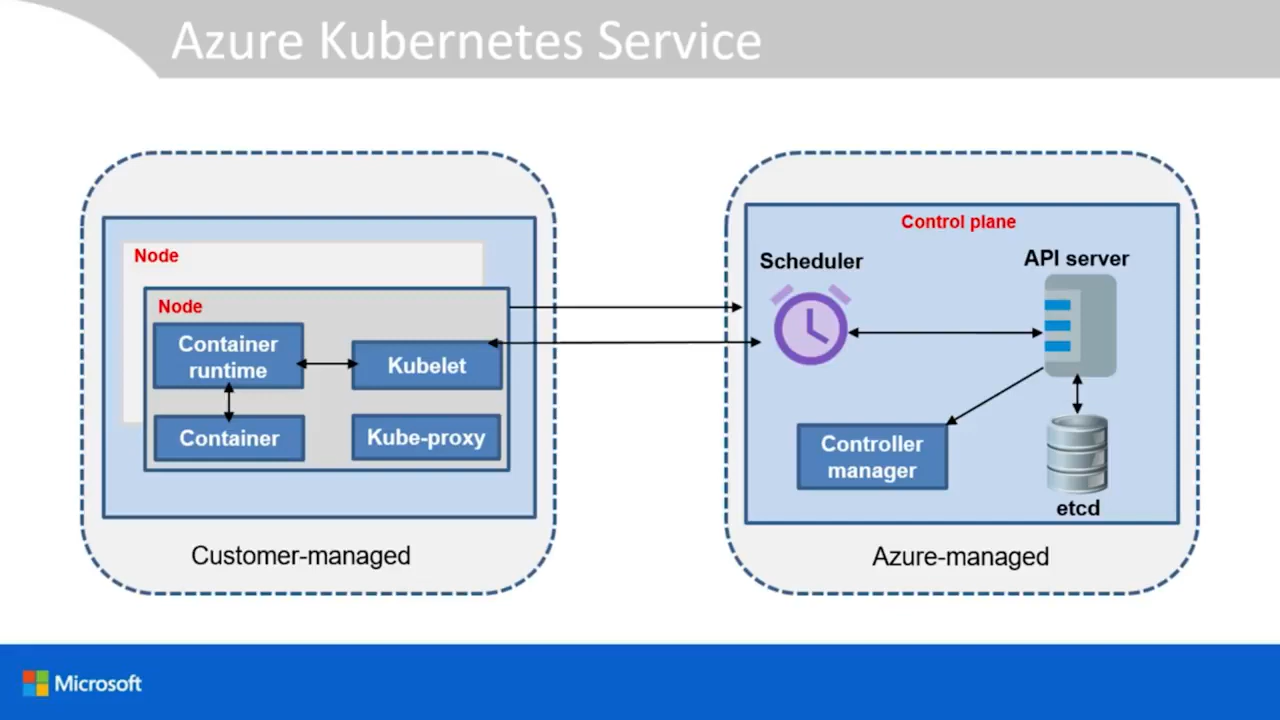 Azure Kubernetes Service
Node
Node
Container
runtime
Kubelet
Container
Kube-proxy
Customer-managed
Control plane
Scheduler
API server
Controller
manager
etcd
Azure-managed
Microsoft